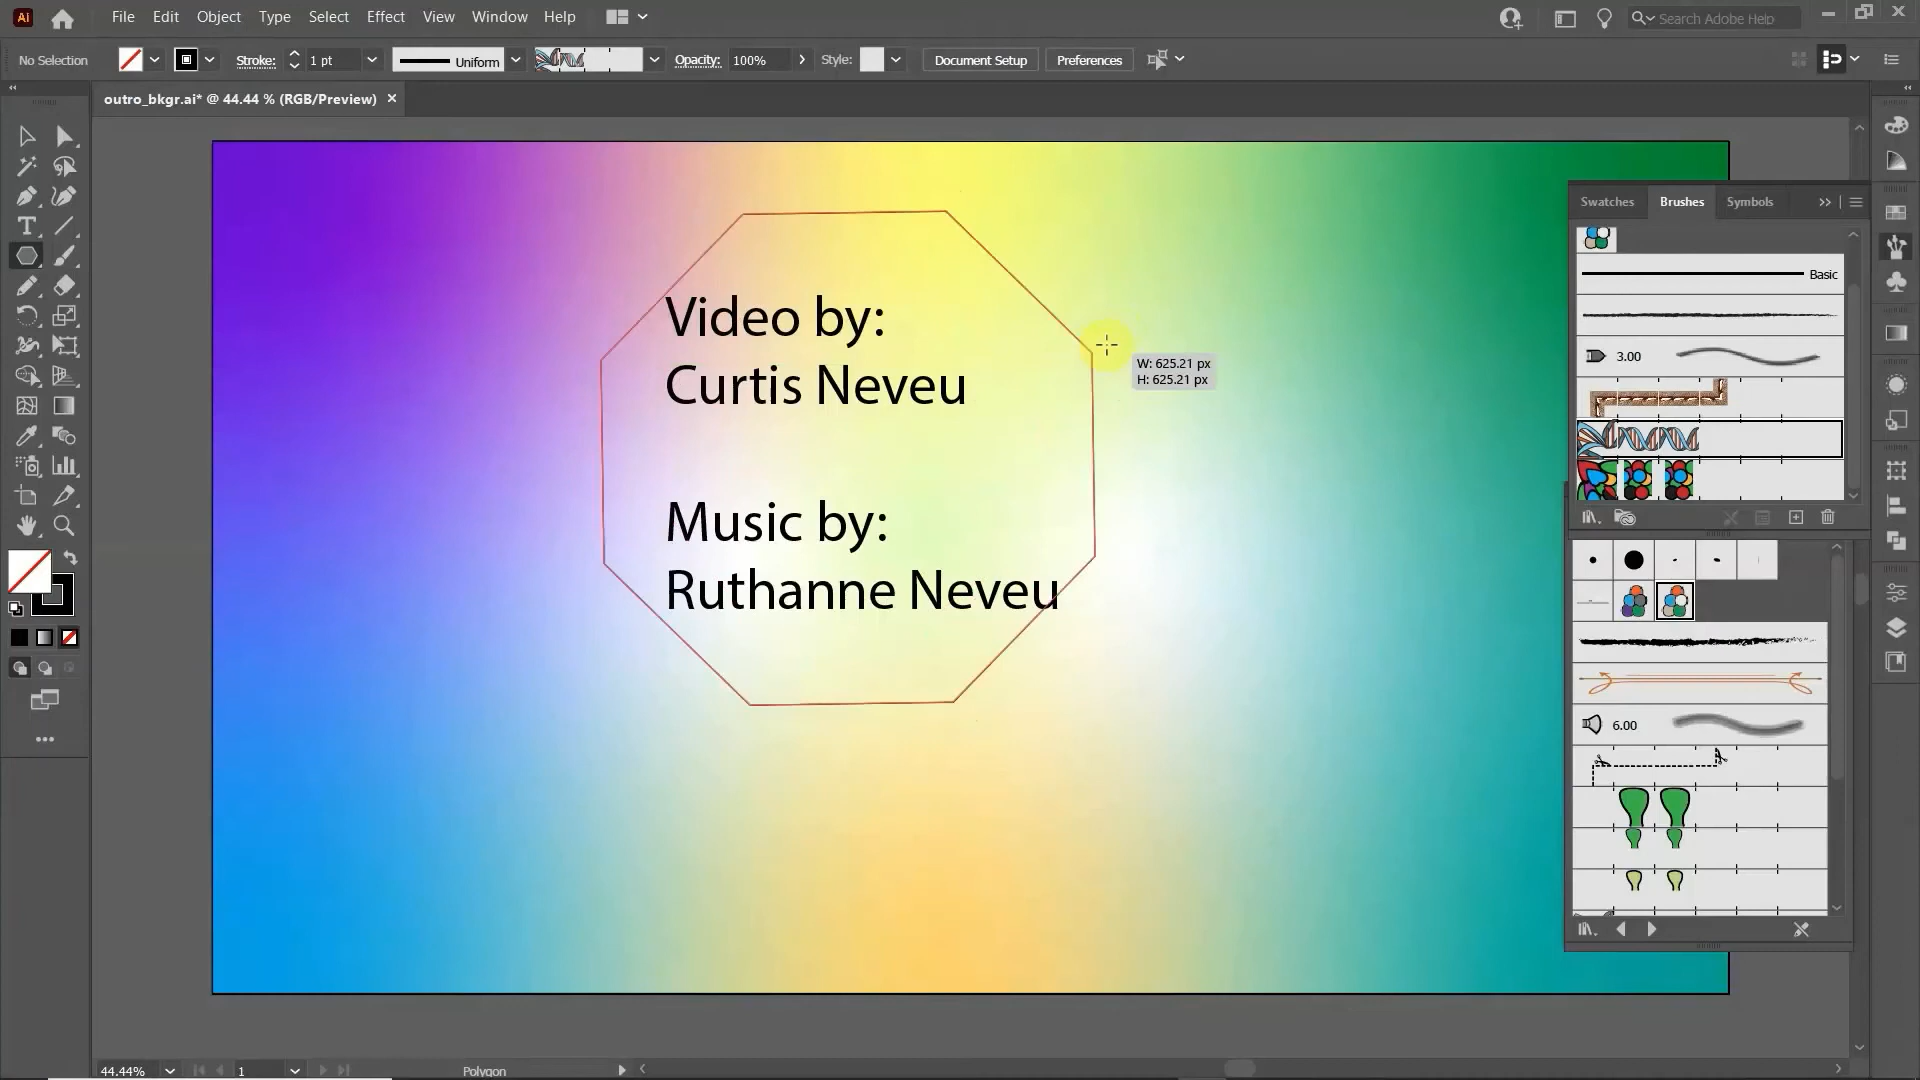 Ai File Edit Object Type Select Effect View Window Help Search Adobe Help
No Selection Stroke: 1 pt Uniform Opacity: 100% Style: Document Setup Preferences
outro_bkgr.ai* @ 44.44 % (RGB/Preview)
Swatches Brushes Symbols
Basic
3.00
Video by:
Curtis Neveu
W: 625.21 px
H: 625.21 px
Music by:
Ruthanne Neveu
6.00
44.44% 1 Polygon